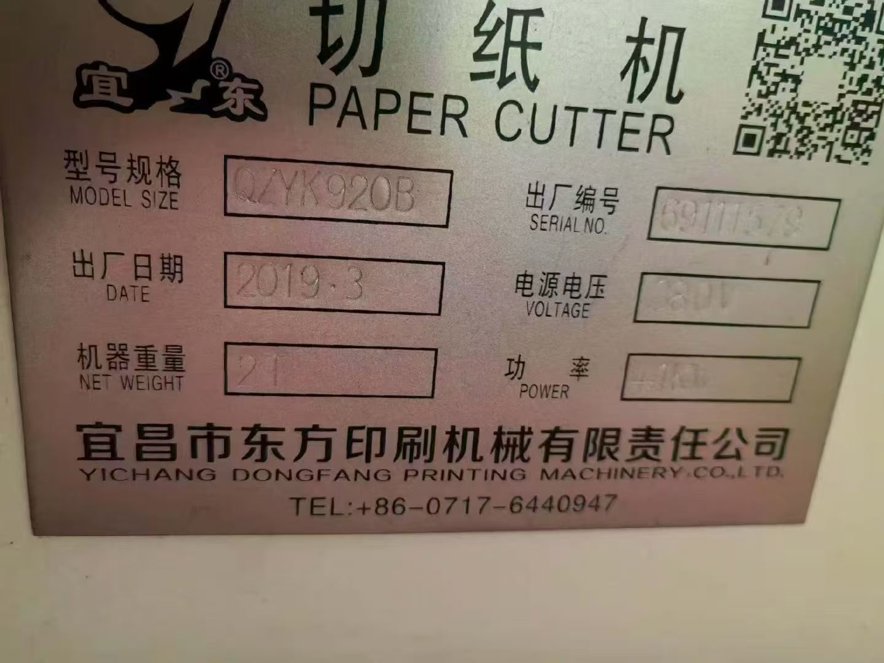 切纸机
宜东®
PAPER CUTTER
型号规格 QZYK920B
MODEL SIZE
出厂编号
SERIAL NO.
出厂日期 2019.3
DATE
电源电压
VOLTAGE
机器重量 2T
NET WEIGHT
功率
POWER
宜昌市东方印刷机械有限责任公司
YICHANG DONGFANG PRINTING MACHINERY CO.,LTD.
TEL:+86-0717-6440947